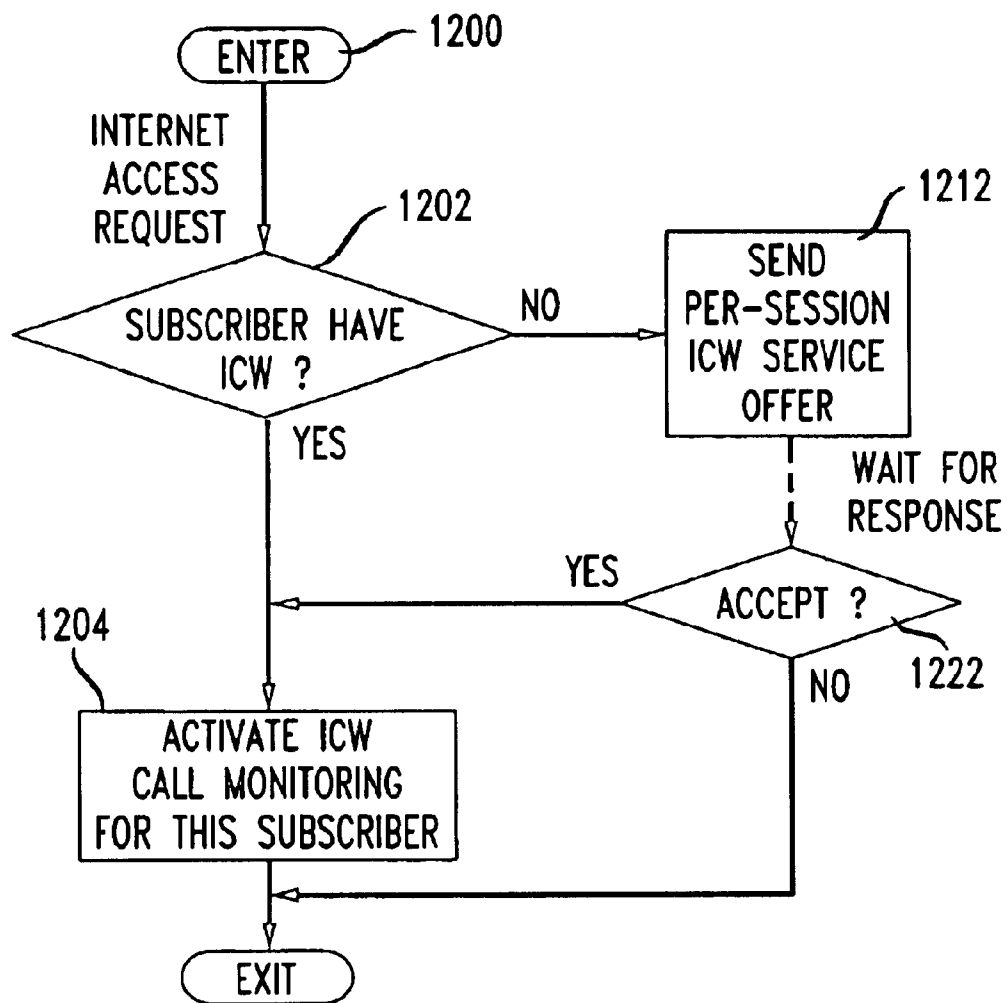 ENTER
1200
INTERNET
ACCESS
REQUEST
1202
SUBSCRIBER HAVE
ICW ?
NO
1212
SEND
PER-SESSION
ICW SERVICE
OFFER
YES
WAIT FOR
RESPONSE
YES
ACCEPT ?
1222
NO
1204
ACTIVATE ICW
CALL MONITORING
FOR THIS SUBSCRIBER
EXIT